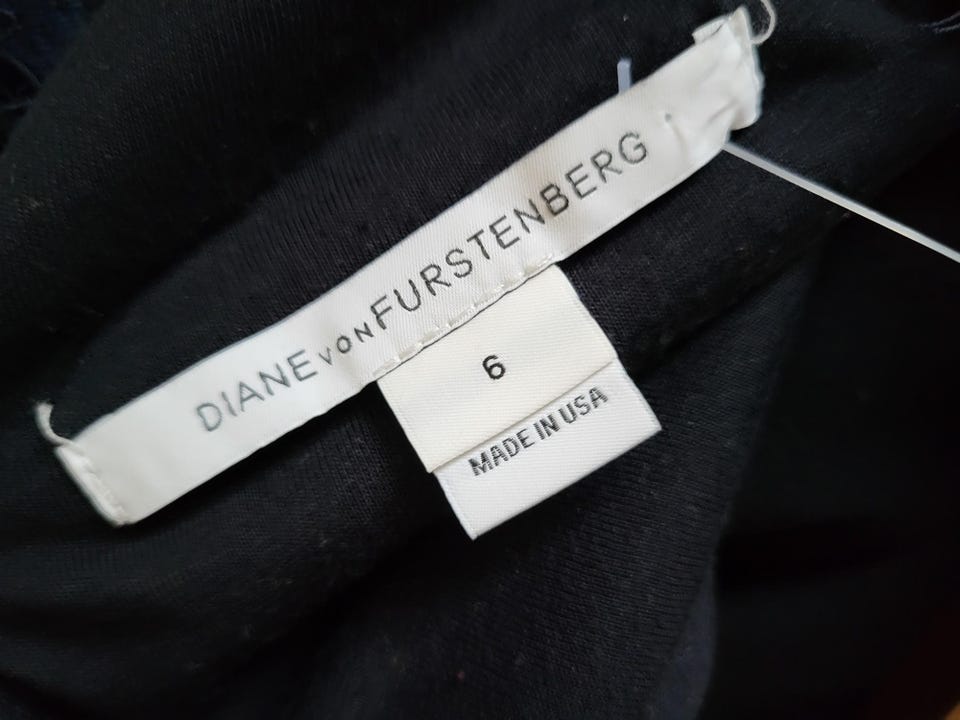 DIANE VON FURSTENBERG
6
MADE IN USA